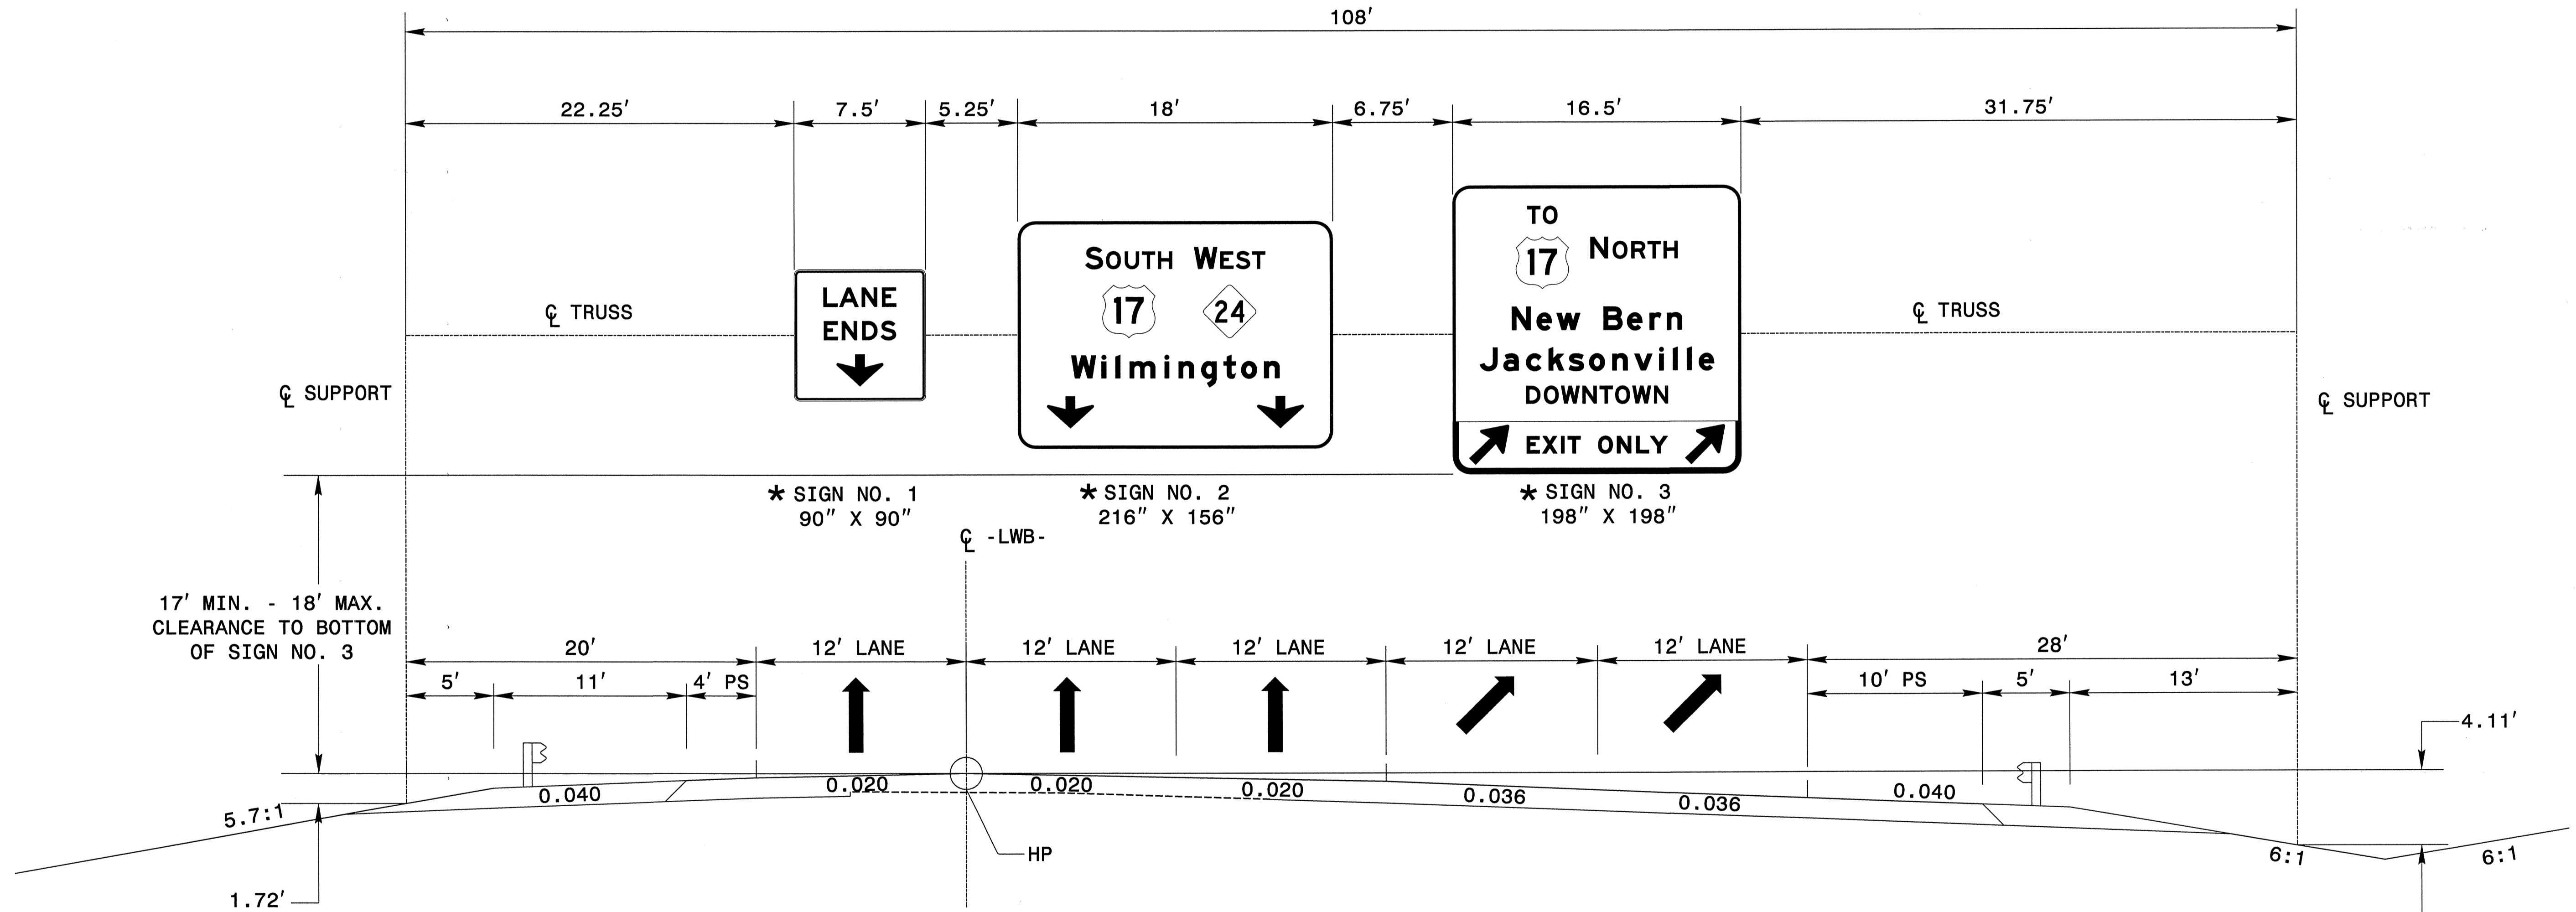 108'
22.25' 7.5' 5.25' 18' 6.75' 16.5' 31.75'
LANE
ENDS
SOUTH WEST
17 24
Wilmington
TO
17 NORTH
New Bern
Jacksonville
DOWNTOWN
EXIT ONLY
℄ TRUSS
℄ TRUSS
℄ SUPPORT
℄ SUPPORT
* SIGN NO. 1
90" X 90"
* SIGN NO. 2
216" X 156"
* SIGN NO. 3
198" X 198"
℄ -LWB-
17' MIN. - 18' MAX.
CLEARANCE TO BOTTOM
OF SIGN NO. 3
20' 12' LANE 12' LANE 12' LANE 12' LANE 12' LANE 28'
5' 11' 4' PS 10' PS 5' 13'
4.11'
5.7:1 0.040 0.020 0.020 0.020 0.036 0.036 0.040 6:1 6:1
HP
1.72'